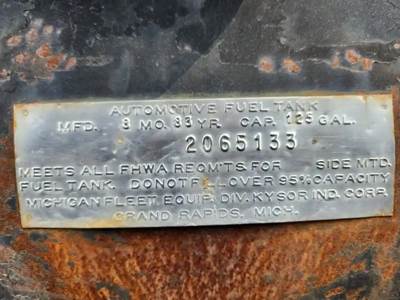 AUTOMOTIVE FUEL TANK
MFD. 8 MO. 83 YR. CAP. 125 GAL.
2065133
MEETS ALL FHWA REQM'TS. FOR SIDE MTD.
FUEL TANK. DO NOT FILL OVER 95% CAPACITY
MICHIGAN FLEET EQUIP. DIV. KYSOR IND. CORP.
GRAND RAPIDS, MICH.